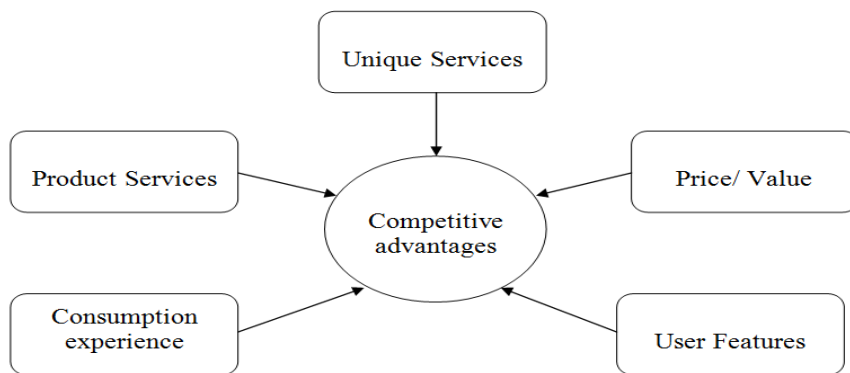 Unique Services
Product Services
Price/ Value
Competitive
advantages
Consumption
experience
User Features